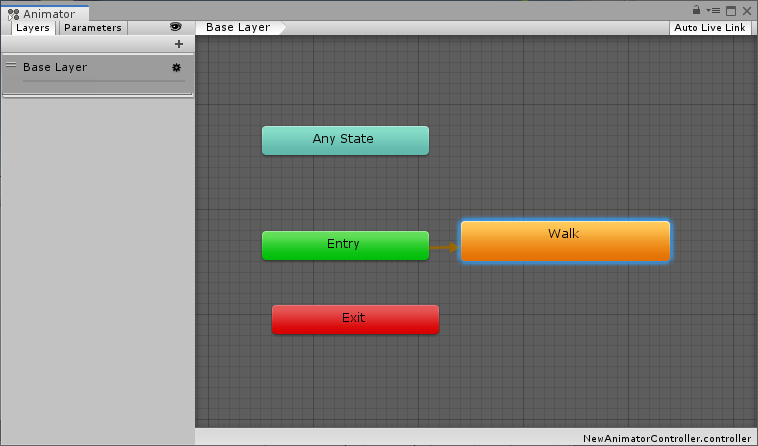 Animator
Layers
Parameters
Base Layer
Auto Live Link
Base Layer
Any State
Entry
Walk
Exit
NewAnimatorController.controller